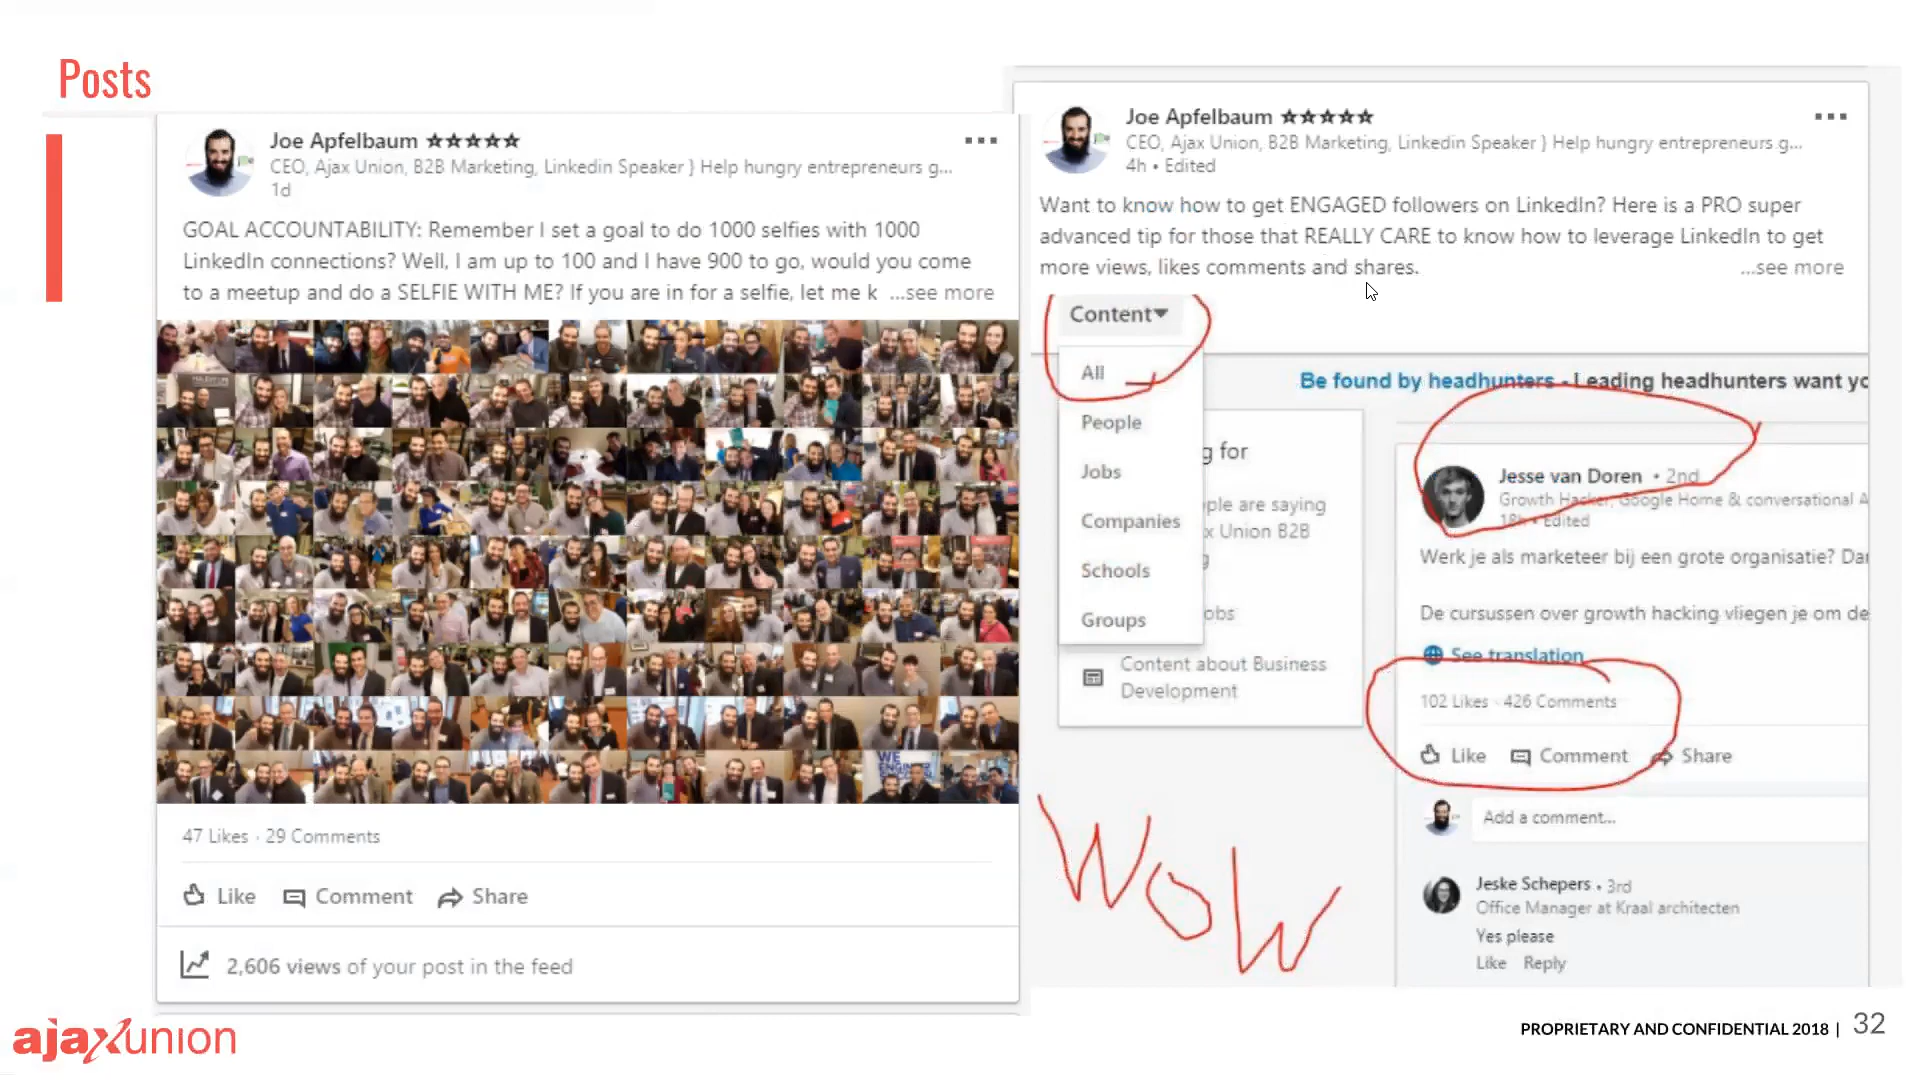 Posts
Joe Apfelbaum ☆☆☆☆☆
CEO, Ajax Union, B2B Marketing, Linkedin Speaker } Help hungry entrepreneurs g...
1d
GOAL ACCOUNTABILITY: Remember I set a goal to do 1000 selfies with 1000
LinkedIn connections? Well, I am up to 100 and I have 900 to go, would you come
to a meetup and do a SELFIE WITH ME? If you are in for a selfie, let me k ...see more
47 Likes · 29 Comments
Like Comment Share
2,606 views of your post in the feed
Joe Apfelbaum ☆☆☆☆☆
CEO, Ajax Union, B2B Marketing, Linkedin Speaker } Help hungry entrepreneurs g...
4h • Edited
Want to know how to get ENGAGED followers on LinkedIn? Here is a PRO super
advanced tip for those that REALLY CARE to know how to leverage LinkedIn to get
more views, likes comments and shares. ...see more
Content▼
All
People
Jobs
Companies
Schools
Groups
g for
ple are saying
x Union B2B
g
obs
Content about Business
Development
WOW
Be found by headhunters - Leading headhunters want yo
Jesse van Doren • 2nd
Growth Hacker, Google Home & conversational A
18h • Edited
Werk je als marketeer bij een grote organisatie? Dan
De cursussen over growth hacking vliegen je om de
See translation
102 Likes · 426 Comments
Like Comment Share
Add a comment...
Jeske Schepers • 3rd
Office Manager at Kraal architecten
Yes please
Like Reply
ajaxunion
PROPRIETARY AND CONFIDENTIAL 2018 | 32